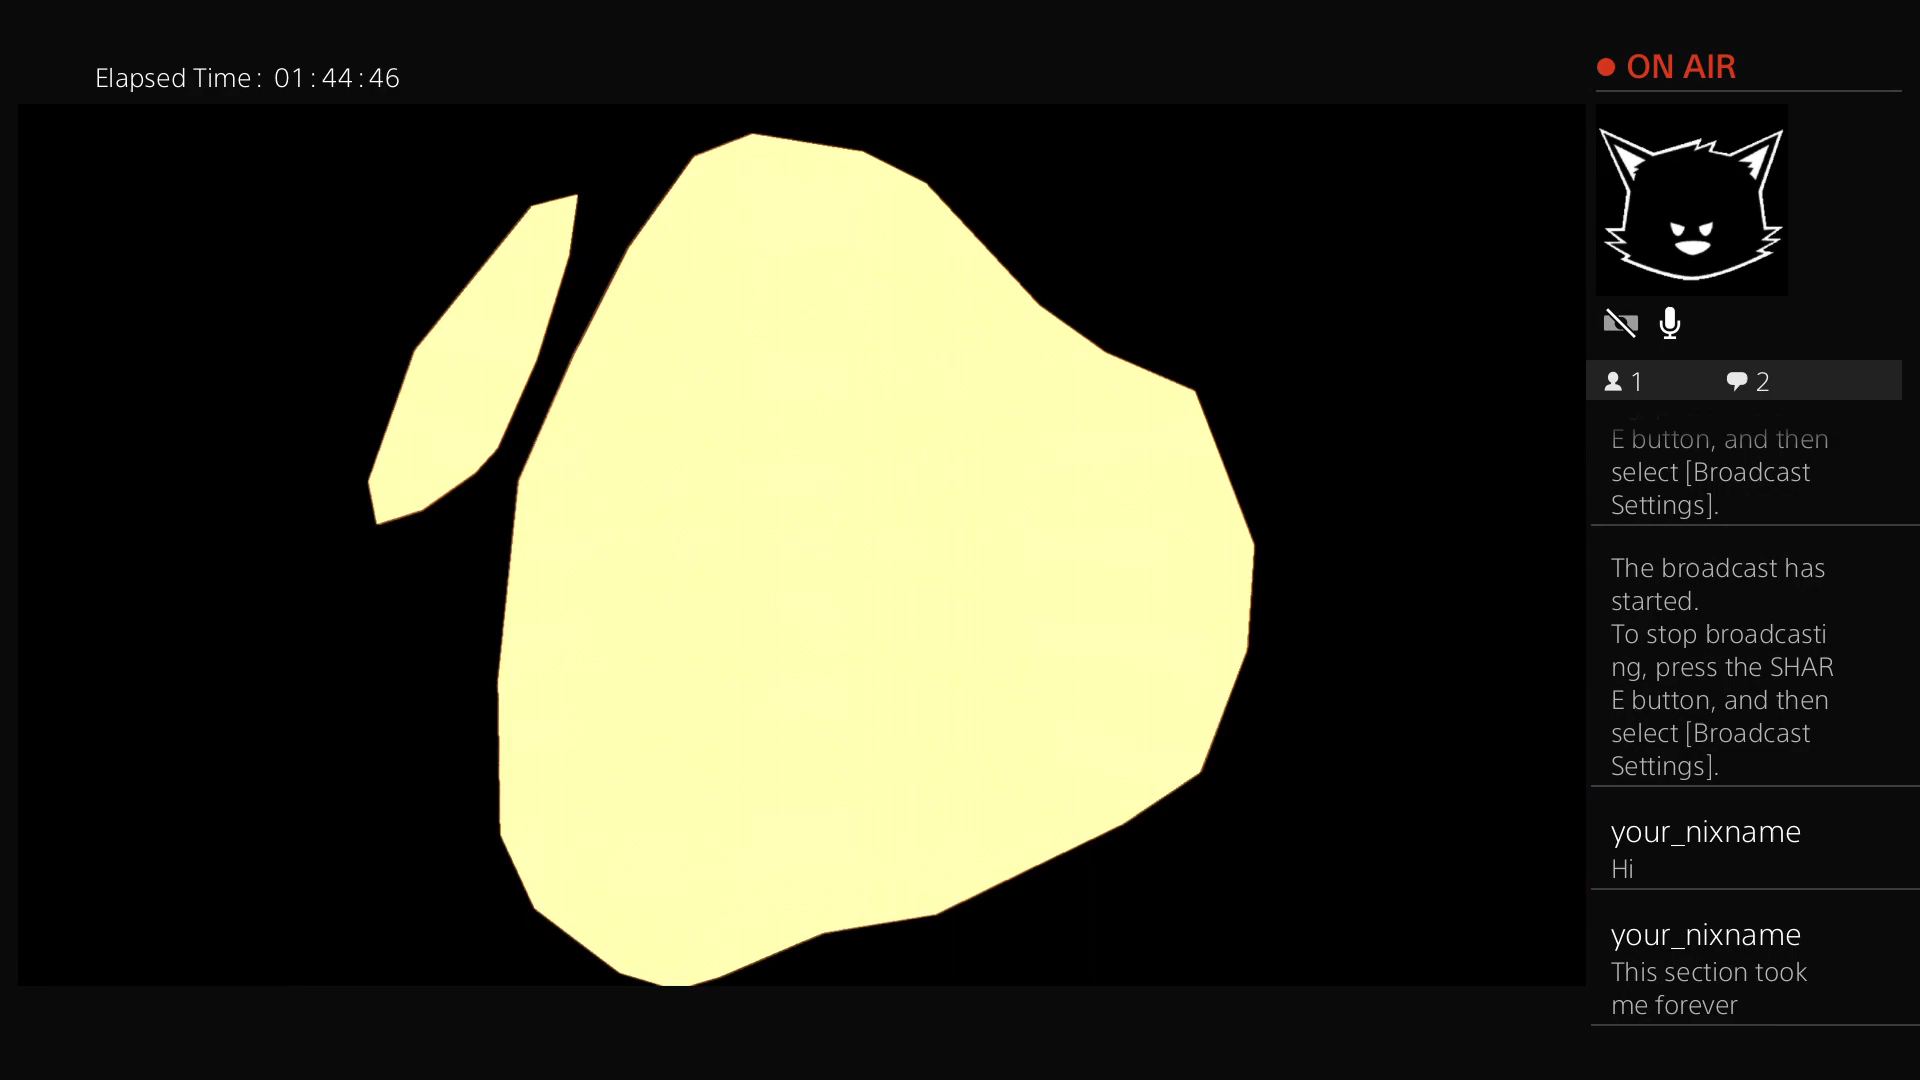 Elapsed Time: 01:44:46
ON AIR
1
2
E button, and then
select [Broadcast
Settings].
The broadcast has
started.
To stop broadcasti
ng, press the SHAR
E button, and then
select [Broadcast
Settings].
your_nixname
Hi
your_nixname
This section took
me forever